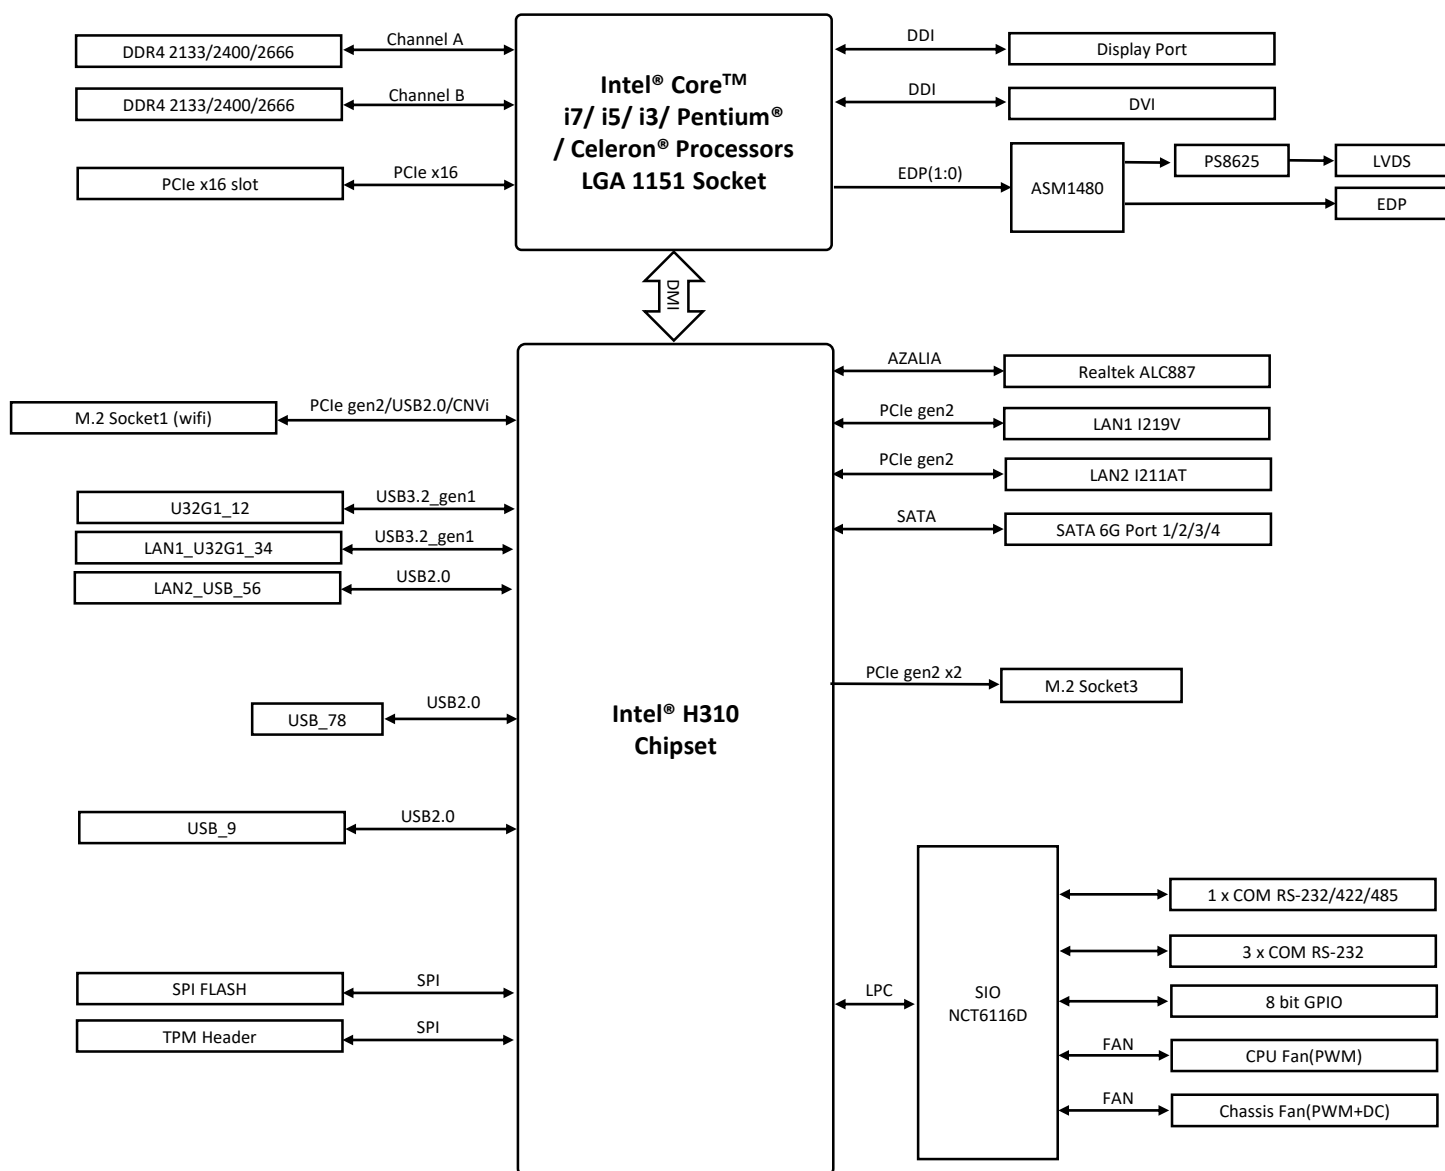 DDR4 2133/2400/2666
Channel A
DDR4 2133/2400/2666
Channel B
PCIe x16 slot
PCIe x16
Intel® Core™
i7/ i5/ i3/ Pentium®
/ Celeron® Processors
LGA 1151 Socket
DDI
Display Port
DDI
DVI
EDP(1:0)
ASM1480
PS8625
LVDS
EDP
DMI
M.2 Socket1 (wifi)
PCIe gen2/USB2.0/CNVi
U32G1_12
USB3.2_gen1
LAN1_U32G1_34
USB3.2_gen1
LAN2_USB_56
USB2.0
USB_78
USB2.0
USB_9
USB2.0
SPI FLASH
SPI
TPM Header
SPI
Intel® H310
Chipset
AZALIA
Realtek ALC887
PCIe gen2
LAN1 I219V
PCIe gen2
LAN2 I211AT
SATA
SATA 6G Port 1/2/3/4
PCIe gen2 x2
M.2 Socket3
LPC
SIO
NCT6116D
1 x COM RS-232/422/485
3 x COM RS-232
8 bit GPIO
FAN
CPU Fan(PWM)
FAN
Chassis Fan(PWM+DC)